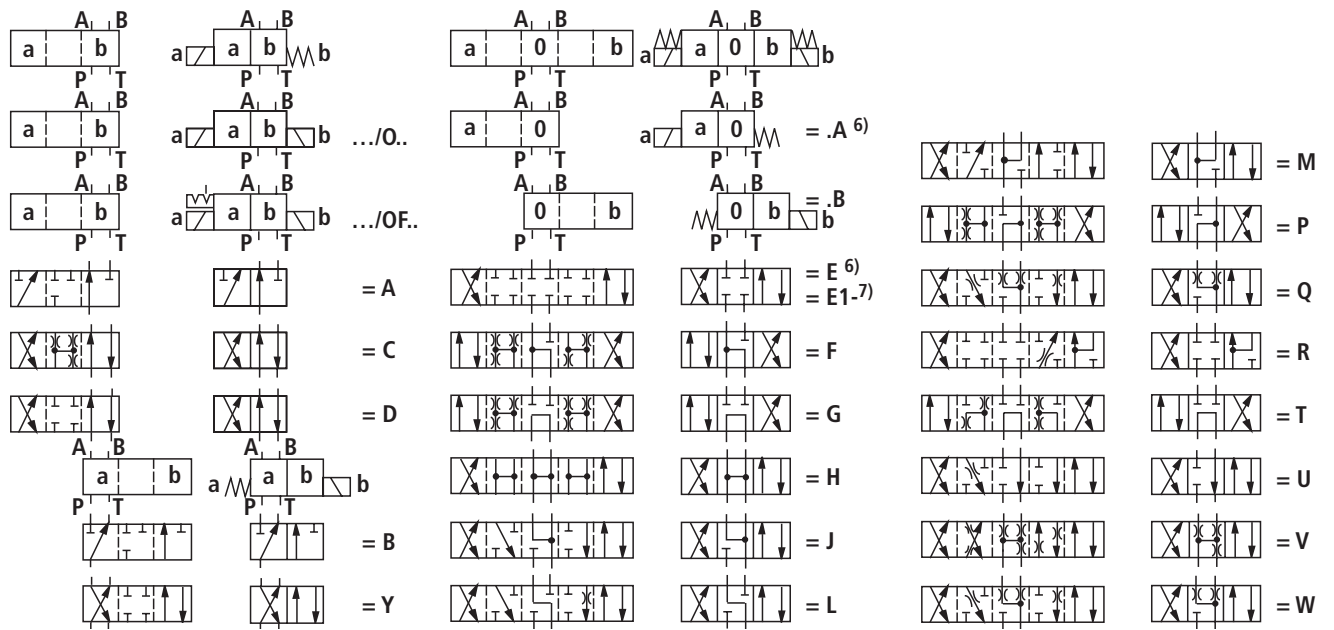 A B
a b
P T
A B
a a b b
P T
A B
a 0 b
P T
A B
a a 0 b b
P T
A B
a b
P T
A B
a a b b …/O..
P T
A B
a 0
P T
A B
a a 0 = .A 6)
P T
= M
A B
a b
P T
A B
a a b b …/OF..
P T
A B
0 b
P T
A B
0 b b = .B
P T
= P
= A
= E 6)
= E1- 7)
= Q
= C
= F
= R
= D
= G
= T
A B
a b
P T
A B
a a b b
P T
= H
= U
= B
= J
= V
= Y
= L
= W